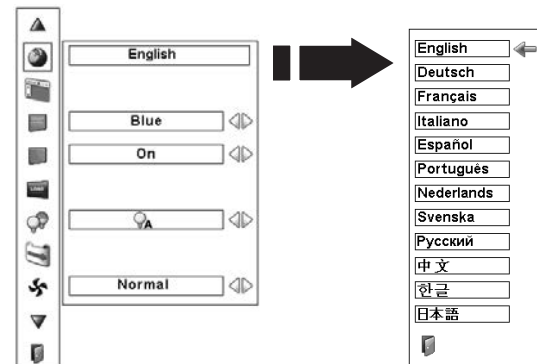 English
Blue
On
A
Normal
English
Deutsch
Français
Italiano
Español
Português
Nederlands
Svenska
Русский
中文
한글
日本語